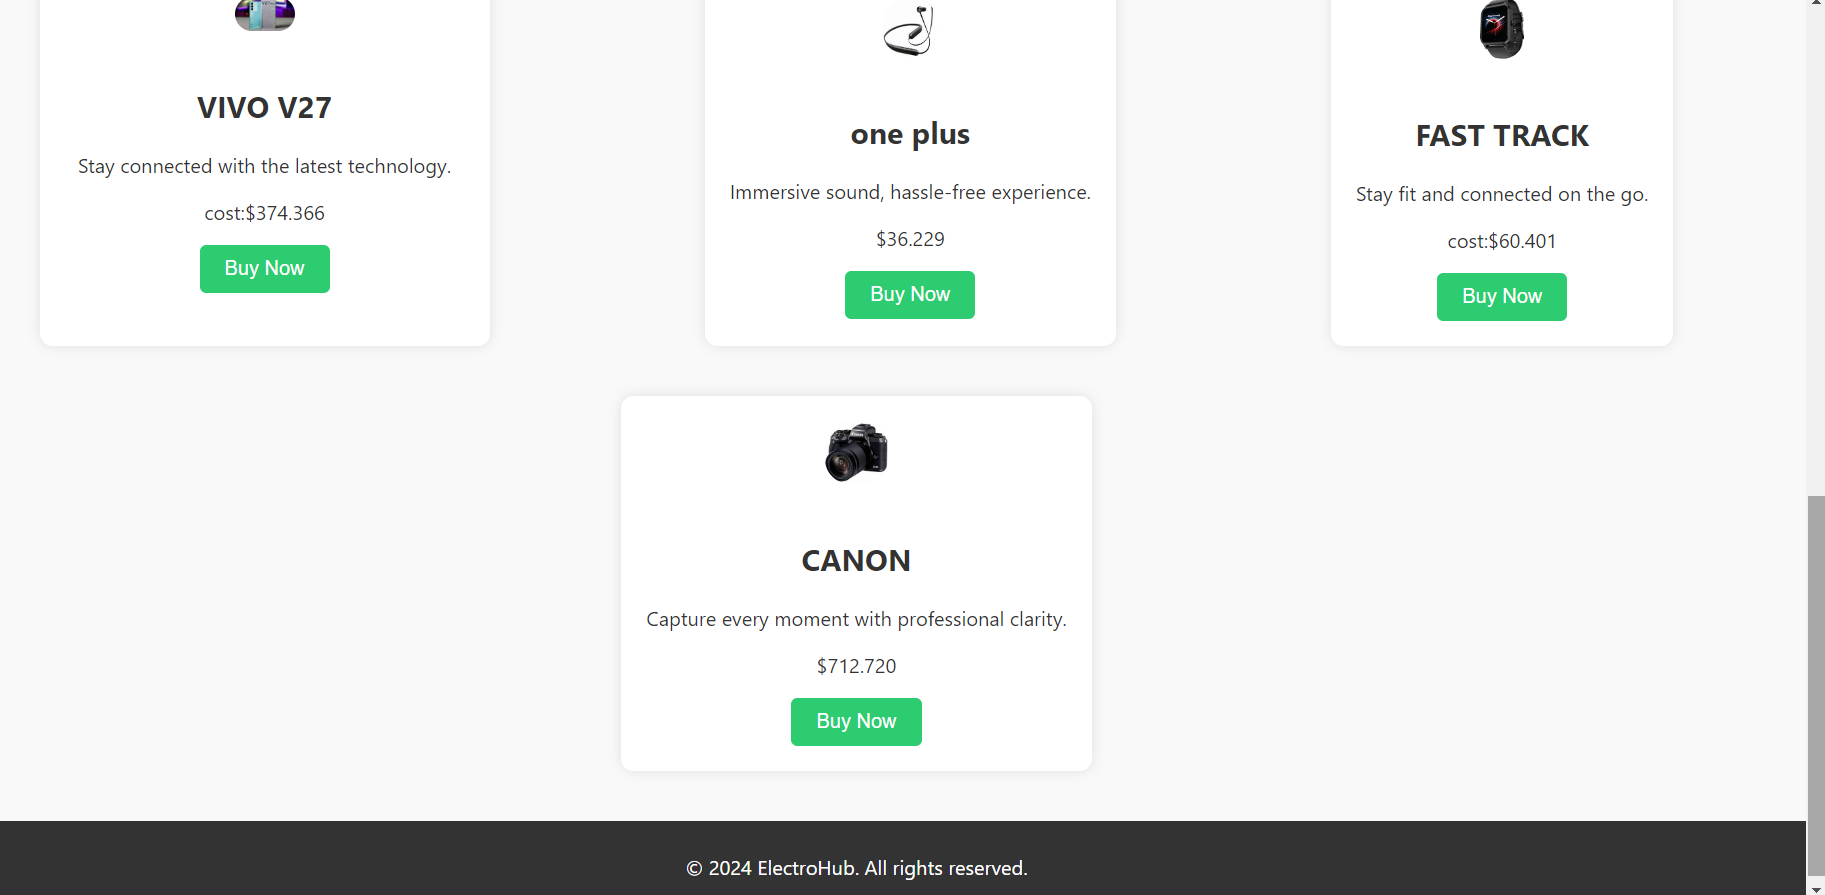 VIVO V27
Stay connected with the latest technology.
cost:$374.366
Buy Now
one plus
Immersive sound, hassle-free experience.
$36.229
Buy Now
FAST TRACK
Stay fit and connected on the go.
cost:$60.401
Buy Now
CANON
Capture every moment with professional clarity.
$712.720
Buy Now
© 2024 ElectroHub. All rights reserved.